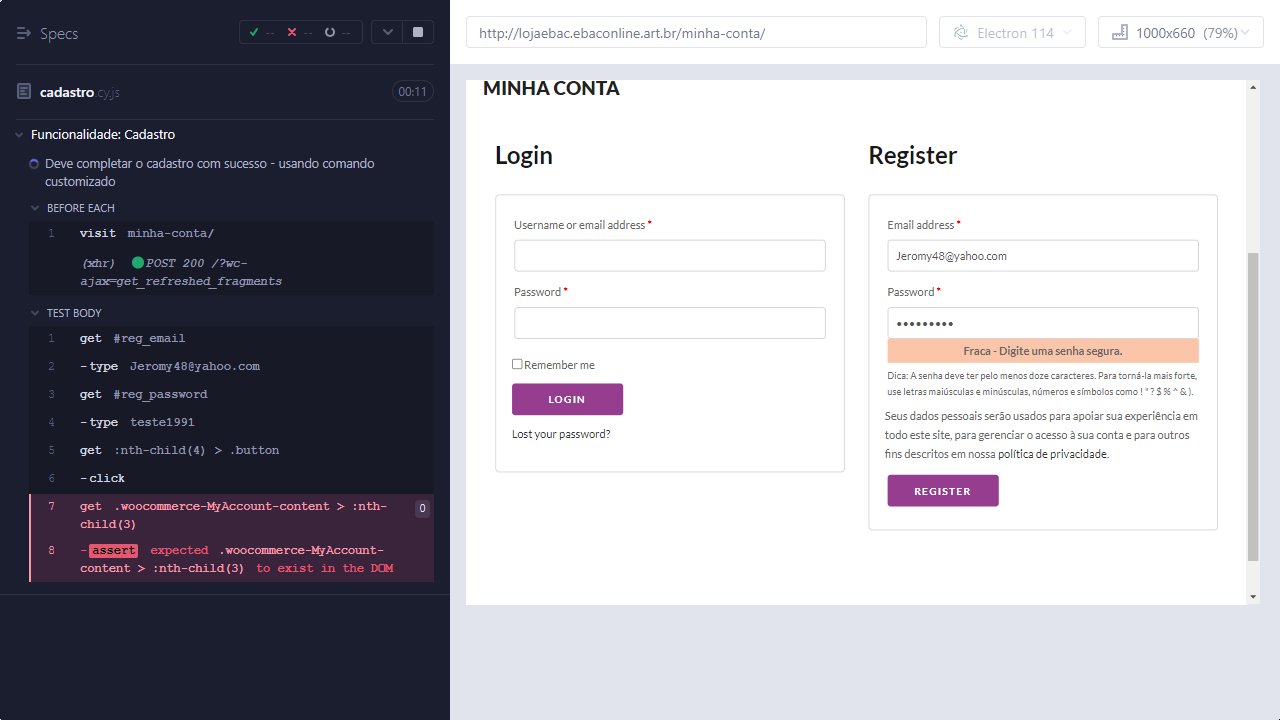 Specs
-- -- --
cadastro.cy.js 00:11
Funcionalidade: Cadastro
Deve completar o cadastro com sucesso - usando comando
customizado
BEFORE EACH
1 visit minha-conta/
(xhr) POST 200 /?wc-
ajax=get_refreshed_fragments
TEST BODY
1 get #reg_email
2 -type Jeromy48@yahoo.com
3 get #reg_password
4 -type teste1991
5 get :nth-child(4) > .button
6 -click
7 get .woocommerce-MyAccount-content > :nth- 0
child(3)
8 -assert expected .woocommerce-MyAccount-
content > :nth-child(3) to exist in the D□M
http://lojaebac.ebaconline.art.br/minha-conta/
Electron 114
1000x660 (79%)
MINHA CONTA
Login
Username or email address *
Password *
Remember me
LOGIN
Lost your password?
Register
Email address *
Jeromy48@yahoo.com
Password *
•••••••••
Fraca - Digite uma senha segura.
Dica: A senha deve ter pelo menos doze caracteres. Para torná-la mais forte,
use letras maiúsculas e minúsculas, números e símbolos como ! " ? $ % ^ & ).
Seus dados pessoais serão usados para apoiar sua experiência em
todo este site, para gerenciar o acesso à sua conta e para outros
fins descritos em nossa política de privacidade.
REGISTER